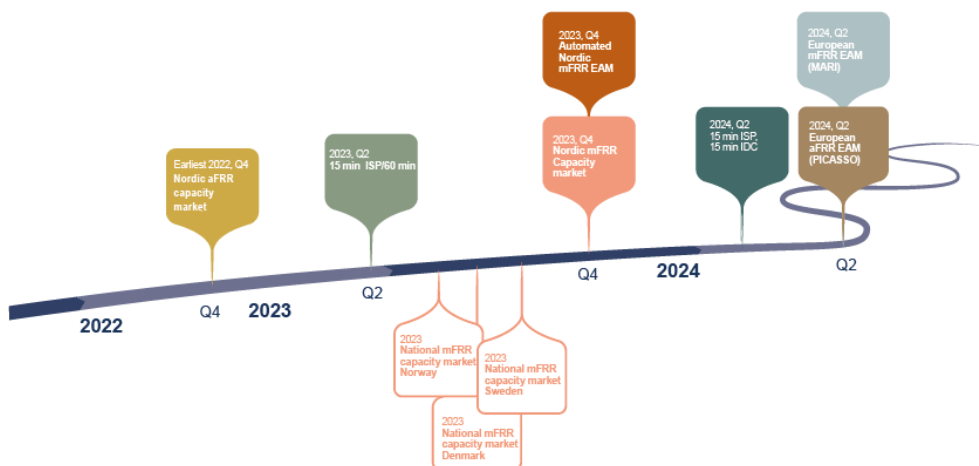 Earliest 2022, Q4
Nordic aFRR
capacity
market
2023, Q2
15 min ISP/60 min
2023, Q4
Automated
Nordic
mFRR EAM
2023, Q4
Nordic mFRR
Capacity
market
2024, Q2
15 min ISP,
15 min IDC
2024, Q2
European
mFRR EAM
(MARI)
2024, Q2
European
aFRR EAM
(PICASSO)
2022
Q4
2023
Q2
Q4
2024
Q2
2023
National mFRR
capacity market
Norway
2023
National mFRR
capacity market
Sweden
2023
National mFRR
capacity market
Denmark